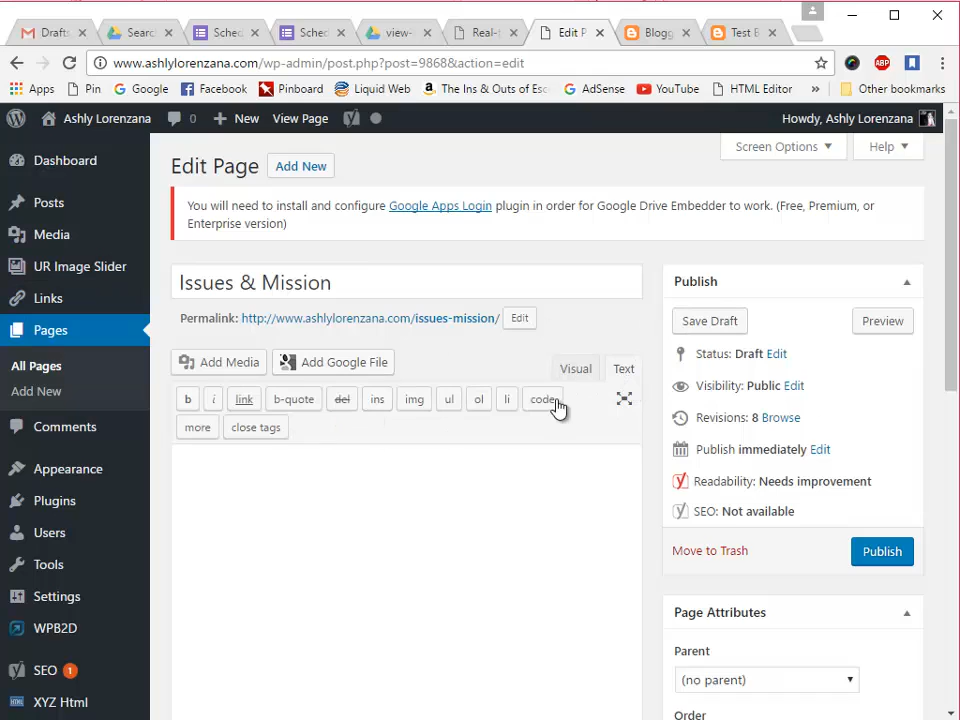 Drafts
Searc
Sched
Sched
view-
Real-t
Edit P
Blogg
Test B
www.ashlylorenzana.com/wp-admin/post.php?post=9868&action=edit
Apps Pin Google Facebook Pinboard Liquid Web The Ins & Outs of Esc AdSense YouTube HTML Editor » Other bookmarks
Ashly Lorenzana 0 New View Page Howdy, Ashly Lorenzana
Screen Options Help
Dashboard
Posts
Media
UR Image Slider
Links
Pages
All Pages
Add New
Comments
Appearance
Plugins
Users
Tools
Settings
WPB2D
SEO 1
XYZ Html
Edit Page Add New
You will need to install and configure Google Apps Login plugin in order for Google Drive Embedder to work. (Free, Premium, or
Enterprise version)
Issues & Mission
Permalink: http://www.ashlylorenzana.com/issues-mission/ Edit
Add Media Add Google File Visual Text
b i link b-quote del ins img ul ol li code
more close tags
Publish
Save Draft Preview
Status: Draft Edit
Visibility: Public Edit
Revisions: 8 Browse
Publish immediately Edit
Readability: Needs improvement
SEO: Not available
Move to Trash Publish
Page Attributes
Parent
(no parent)
Order